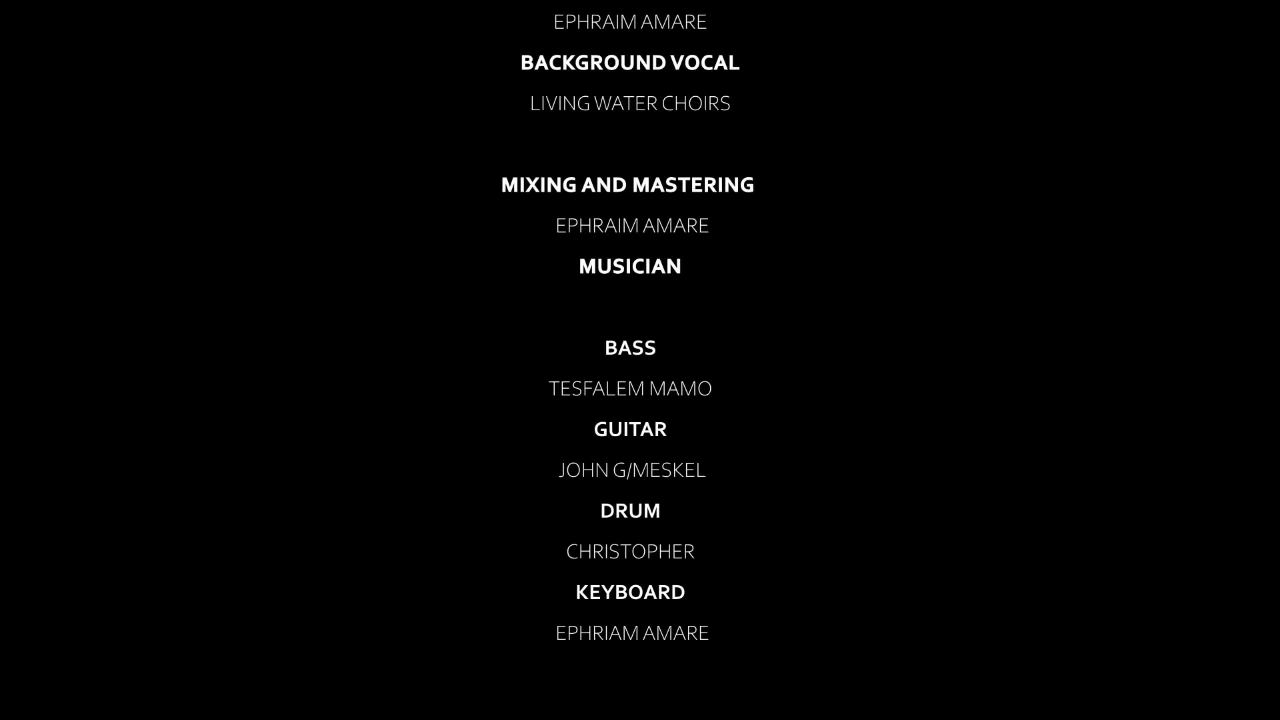 EPHRAIM AMARE
BACKGROUND VOCAL
LIVING WATER CHOIRS
MIXING AND MASTERING
EPHRAIM AMARE
MUSICIAN
BASS
TESFALEM MAMO
GUITAR
JOHN G/MESKEL
DRUM
CHRISTOPHER
KEYBOARD
EPHRIAM AMARE